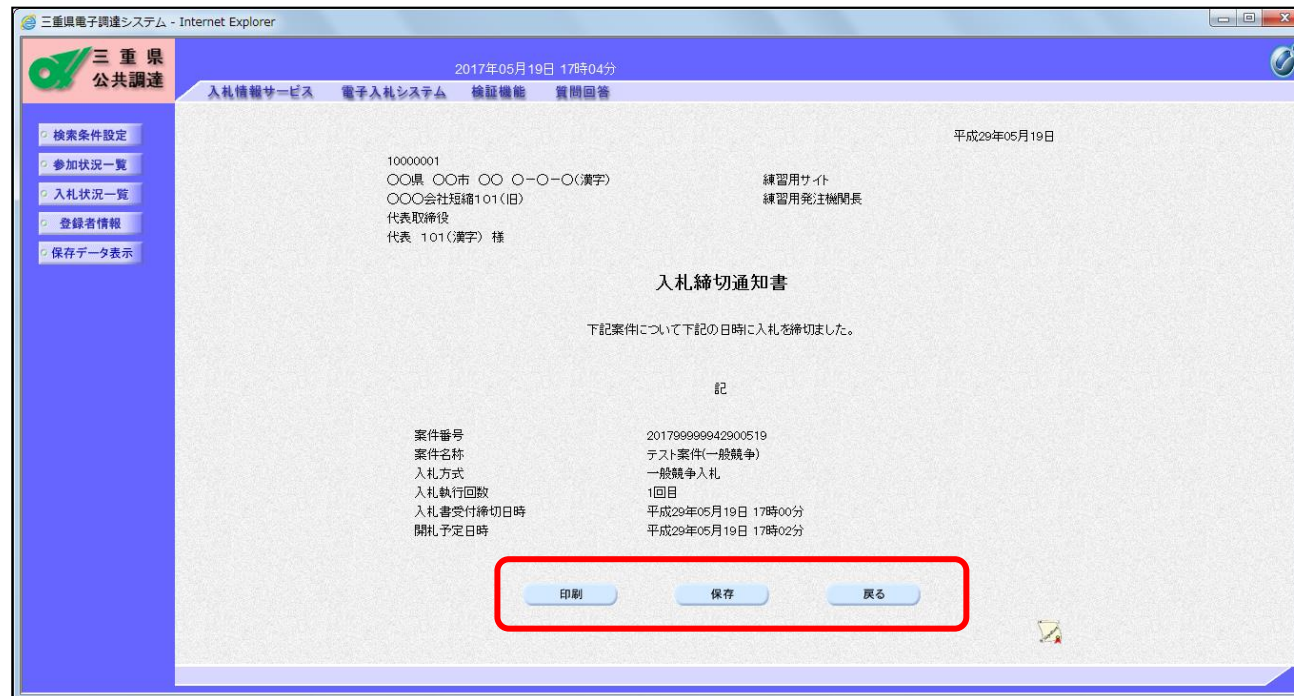 三重県電子調達システム - Internet Explorer
三重県
公共調達
2017年05月19日 17時04分
入札情報サービス 電子入札システム 検証機能 質問回答
検索条件設定
参加状況一覧
入札状況一覧
登録者情報
保存データ表示
平成29年05月19日
10000001
〇〇県 〇〇市 〇〇 〇-〇-〇(漢字)
〇〇〇会社短縮101(旧)
代表取締役
代表 101(漢字) 様
練習用サイト
練習用発注機関長
入札締切通知書
下記案件について下記の日時に入札を締切ました。
記
案件番号 201799999942900519
案件名称 テスト案件(一般競争)
入札方式 一般競争入札
入札執行回数 1回目
入札書受付締切日時 平成29年05月19日 17時00分
開札予定日時 平成29年05月19日 17時02分
印刷 保存 戻る